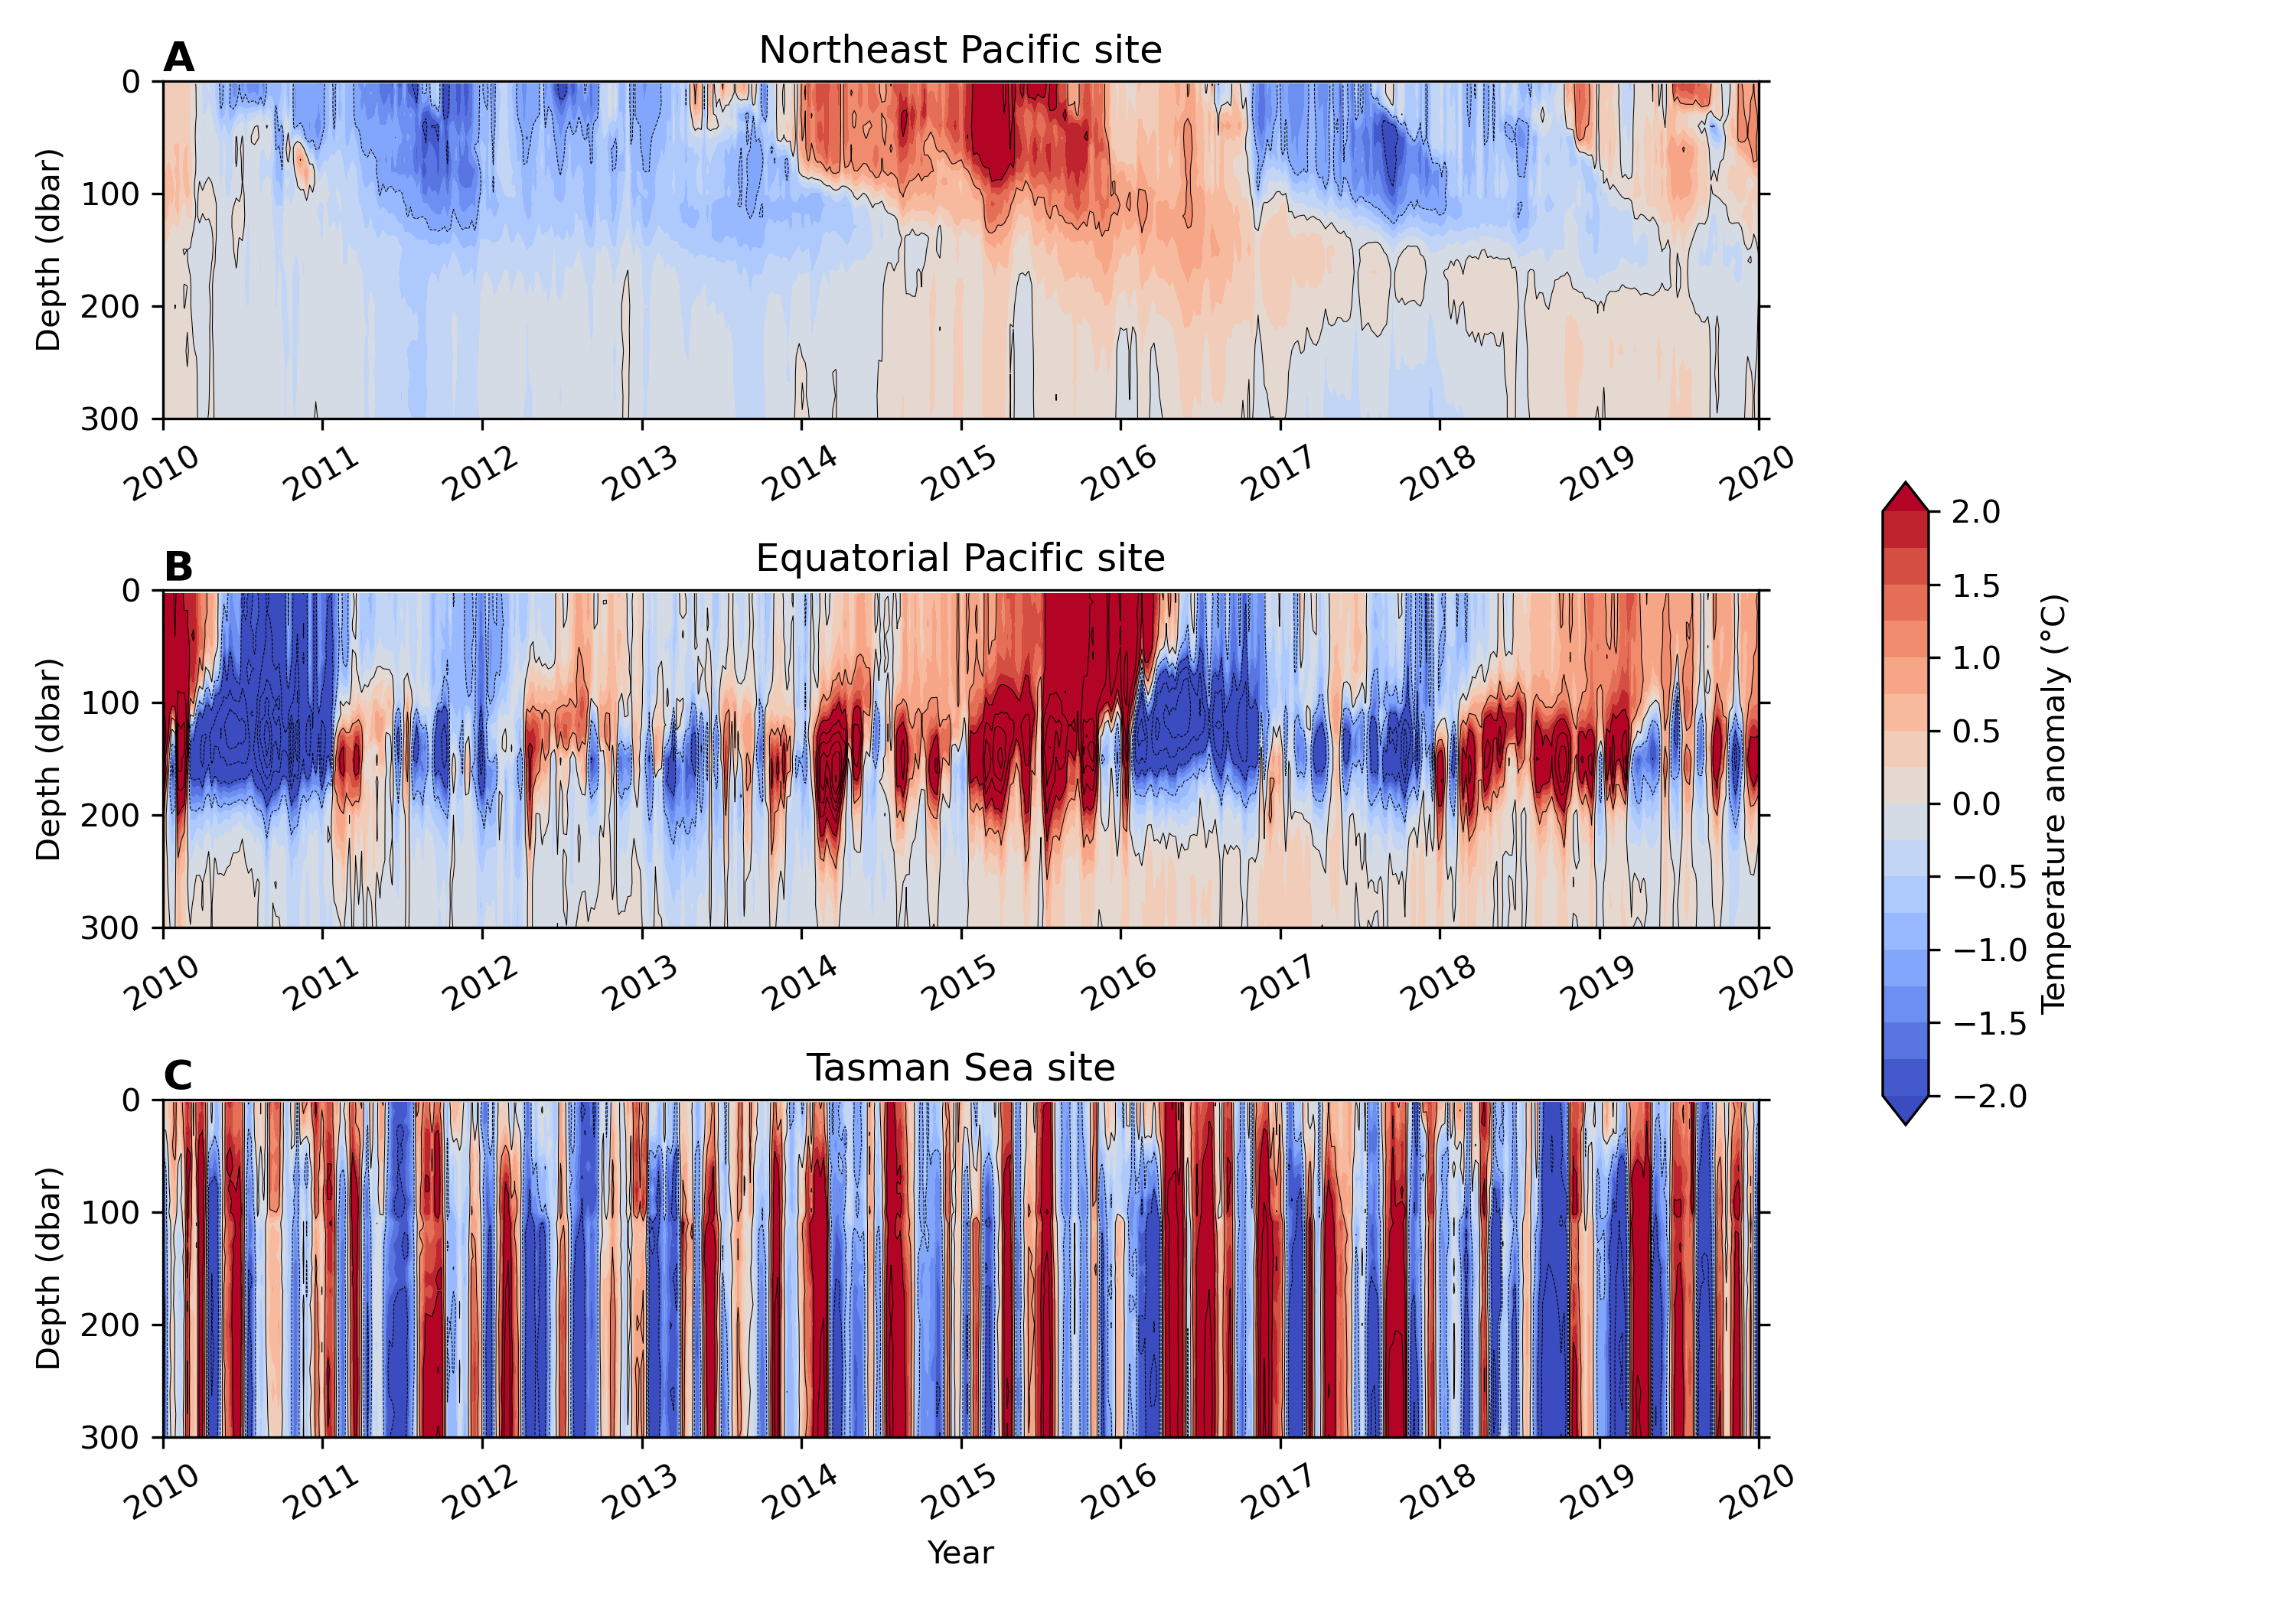 A
Northeast Pacific site
0
100
200
300
Depth (dbar)
2010 2011 2012 2013 2014 2015 2016 2017 2018 2019 2020
B
Equatorial Pacific site
0
100
200
300
Depth (dbar)
2010 2011 2012 2013 2014 2015 2016 2017 2018 2019 2020
C
Tasman Sea site
0
100
200
300
Depth (dbar)
2010 2011 2012 2013 2014 2015 2016 2017 2018 2019 2020
Year
2.0
1.5
1.0
0.5
0.0
−0.5
−1.0
−1.5
−2.0
Temperature anomaly (°C)